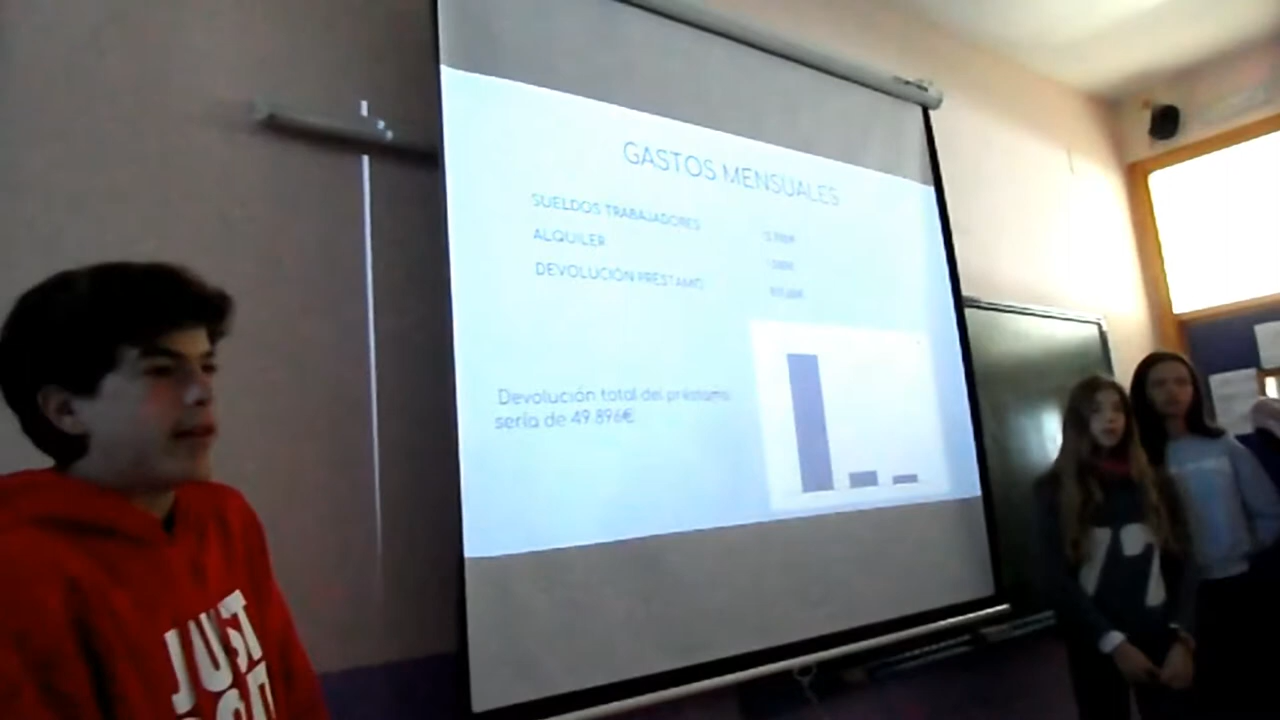 GASTOS MENSUALES
SUELDOS TRABAJADORES
ALQUILER
DEVOLUCIÓN PRÉSTAMO
Devolución total del préstamo
sería de 49.896€
JUST